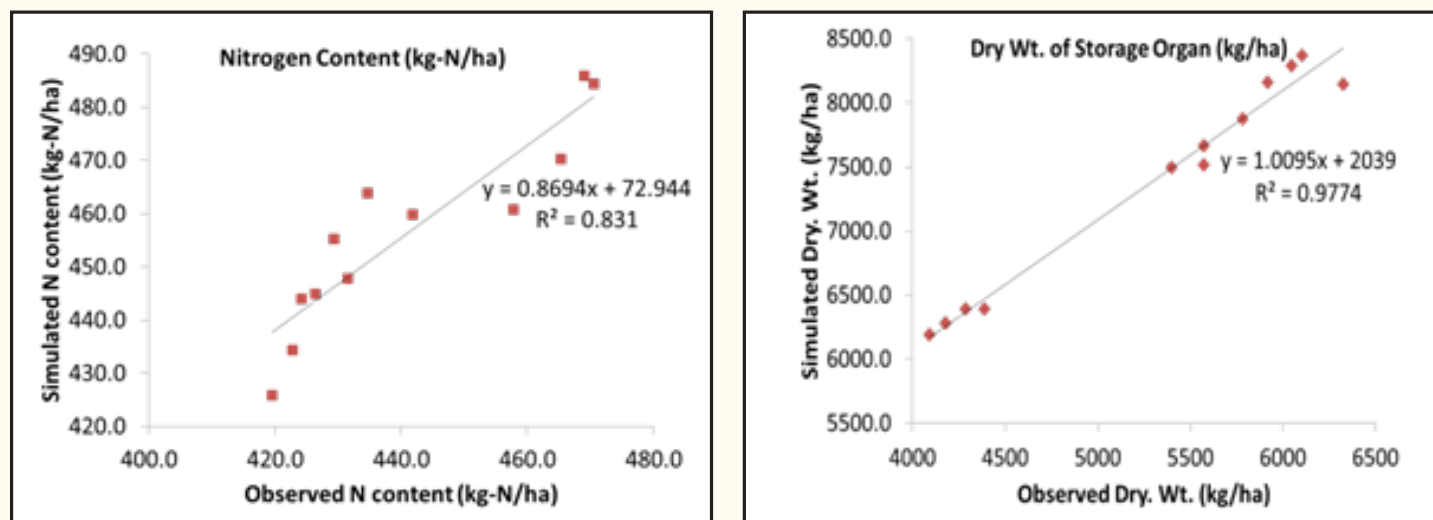 Nitrogen Content (kg-N/ha)
Simulated N content (kg-N/ha)
490.0
480.0
470.0
460.0
450.0
440.0
430.0
420.0
y = 0.8694x + 72.944
R² = 0.831
400.0 420.0 440.0 460.0 480.0
Observed N content (kg-N/ha)
Dry Wt. of Storage Organ (kg/ha)
Simulated Dry. Wt. (kg/ha)
8500.0
8000.0
7500.0
7000.0
6500.0
6000.0
5500.0
y = 1.0095x + 2039
R² = 0.9774
4000 4500 5000 5500 6000 6500
Observed Dry. Wt. (kg/ha)